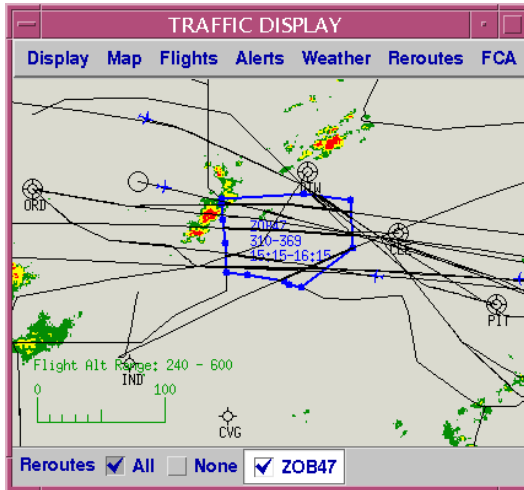 TRAFFIC DISPLAY
Display Map Flights Alerts Weather Reroutes FCA
DTW
ORD
ZOB47
310-369
15:15-16:15
CLE
PIT
Flight Alt Range: 240 - 600
0 100
IND
CVG
Reroutes All None ZOB47